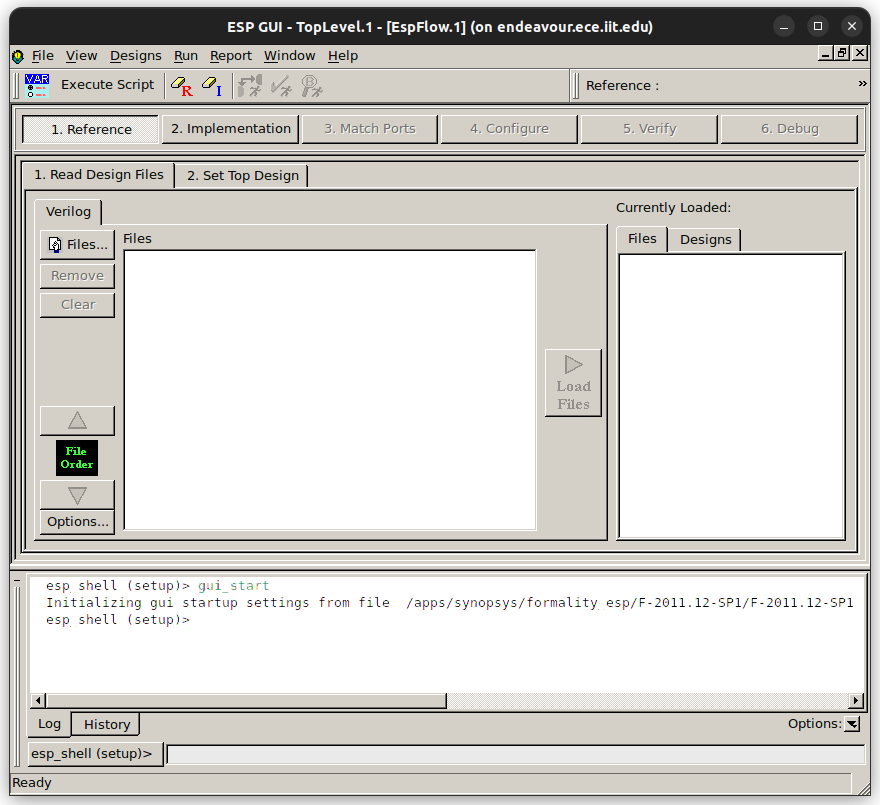 ESP GUI - TopLevel.1 - [EspFlow.1] (on endeavour.ece.iit.edu)
File View Designs Run Report Window Help
VAR Execute Script R I B Reference : »
1. Reference 2. Implementation 3. Match Ports 4. Configure 5. Verify 6. Debug
1. Read Design Files 2. Set Top Design
Verilog
Currently Loaded:
Files... Files
Files Designs
Remove
Clear
Load
Files
File
Order
Options...
esp_shell (setup)> gui_start
Initializing gui startup settings from file /apps/synopsys/formality_esp/F-2011.12-SP1/F-2011.12-SP1
esp_shell (setup)>
Log History Options:
esp_shell (setup)>
Ready